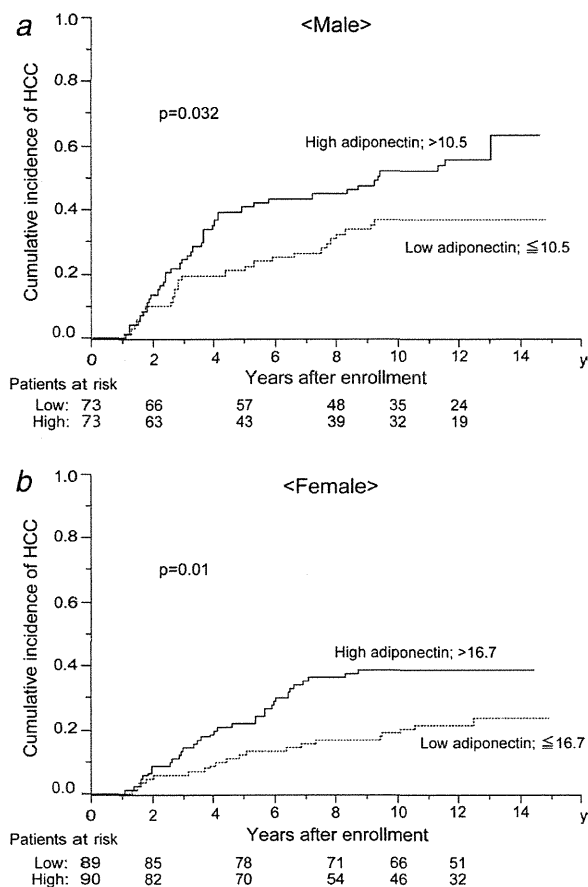 a
<Male>
Cumulative incidence of HCC
1.0
0.8
0.6
0.4
0.2
0.0
p=0.032
High adiponectin; >10.5
Low adiponectin; ≦10.5
0 2 4 6 8 10 12 14 y
Years after enrollment
Patients at risk
Low: 73 66 57 48 35 24
High: 73 63 43 39 32 19
b
<Female>
Cumulative incidence of HCC
1.0
0.8
0.6
0.4
0.2
0.0
p=0.01
High adiponectin; >16.7
Low adiponectin; ≦16.7
0 2 4 6 8 10 12 14 y
Years after enrollment
Patients at risk
Low: 89 85 78 71 66 51
High: 90 82 70 54 46 32